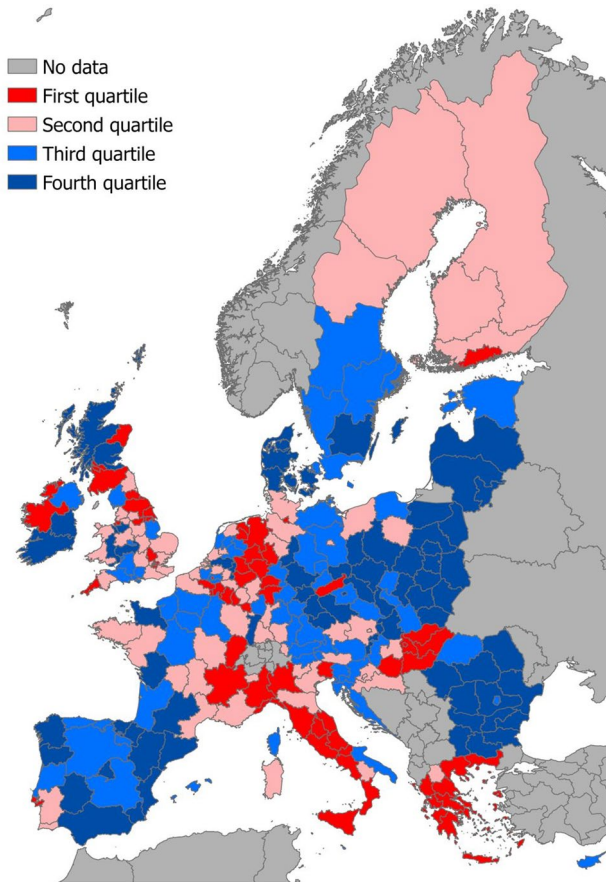 No data
First quartile
Second quartile
Third quartile
Fourth quartile